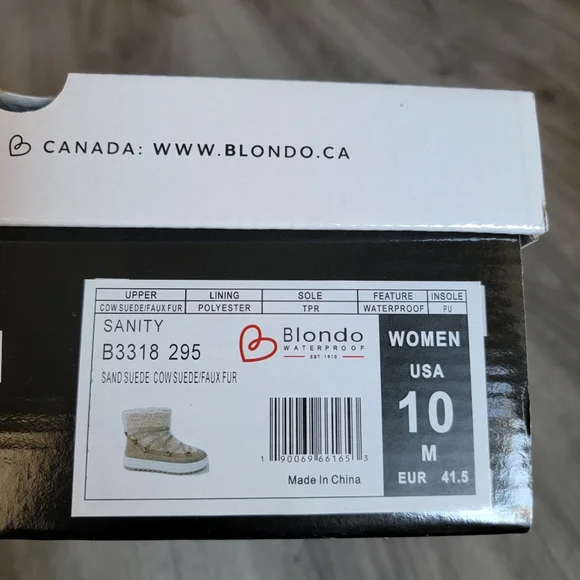 CANADA: WWW.BLONDO.CA
UPPER LINING SOLE FEATURE INSOLE
COW SUEDE/FAUX FUR POLYESTER TPR WATERPROOF PU
SANITY
B3318 295
SAND SUEDE COW SUEDE/FAUX FUR
Blondo
WATERPROOF
EST 1910
WOMEN
USA
10
M
EUR 41.5
1 90069 66165 3
Made In China